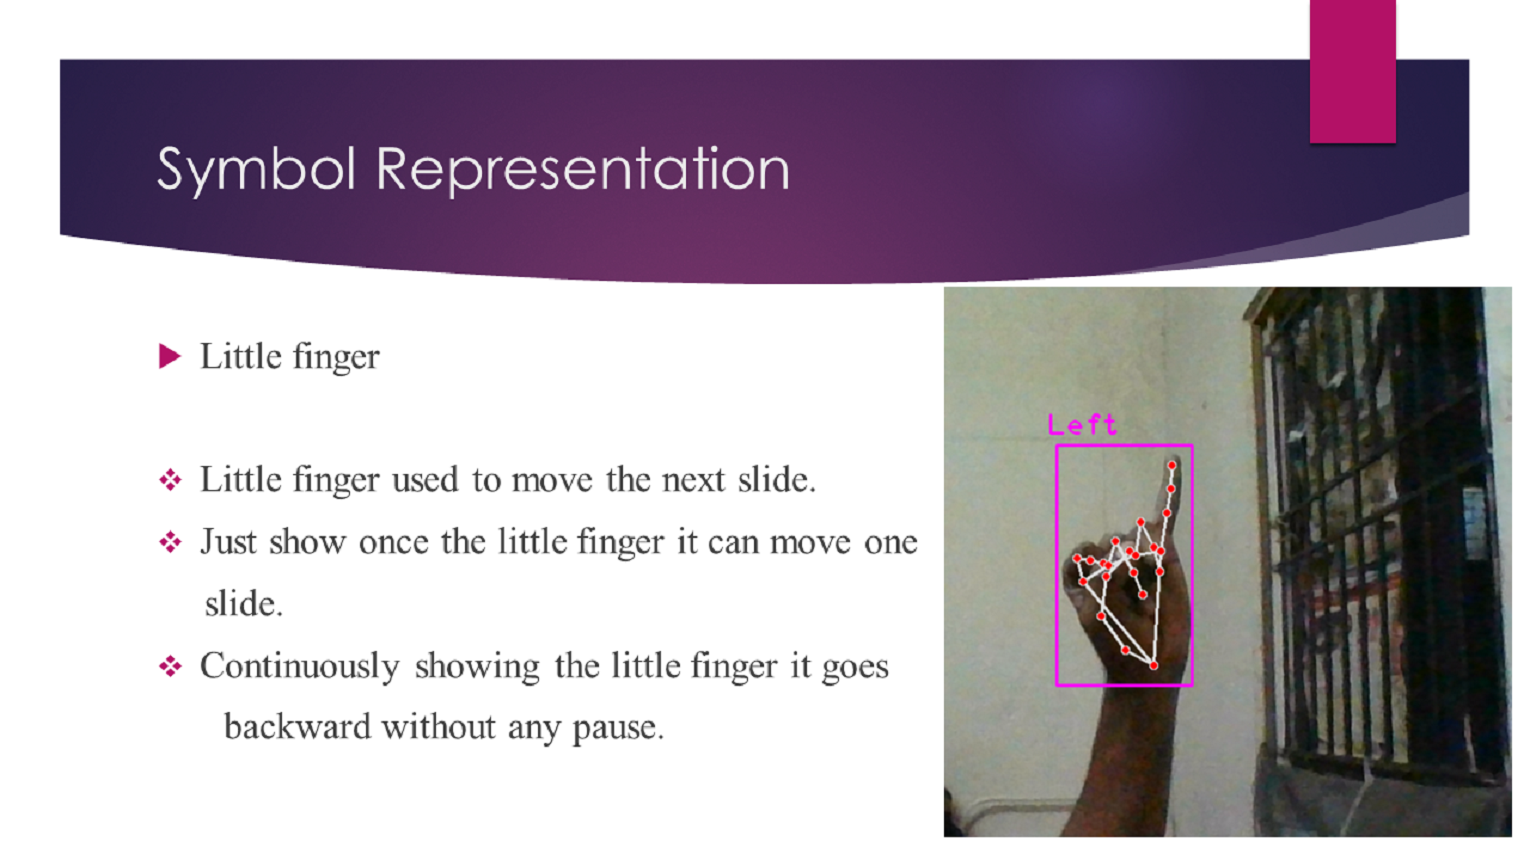 Symbol Representation
Little finger
Left
Little finger used to move the next slide.
Just show once the little finger it can move one
slide.
Continuously showing the little finger it goes
backward without any pause.